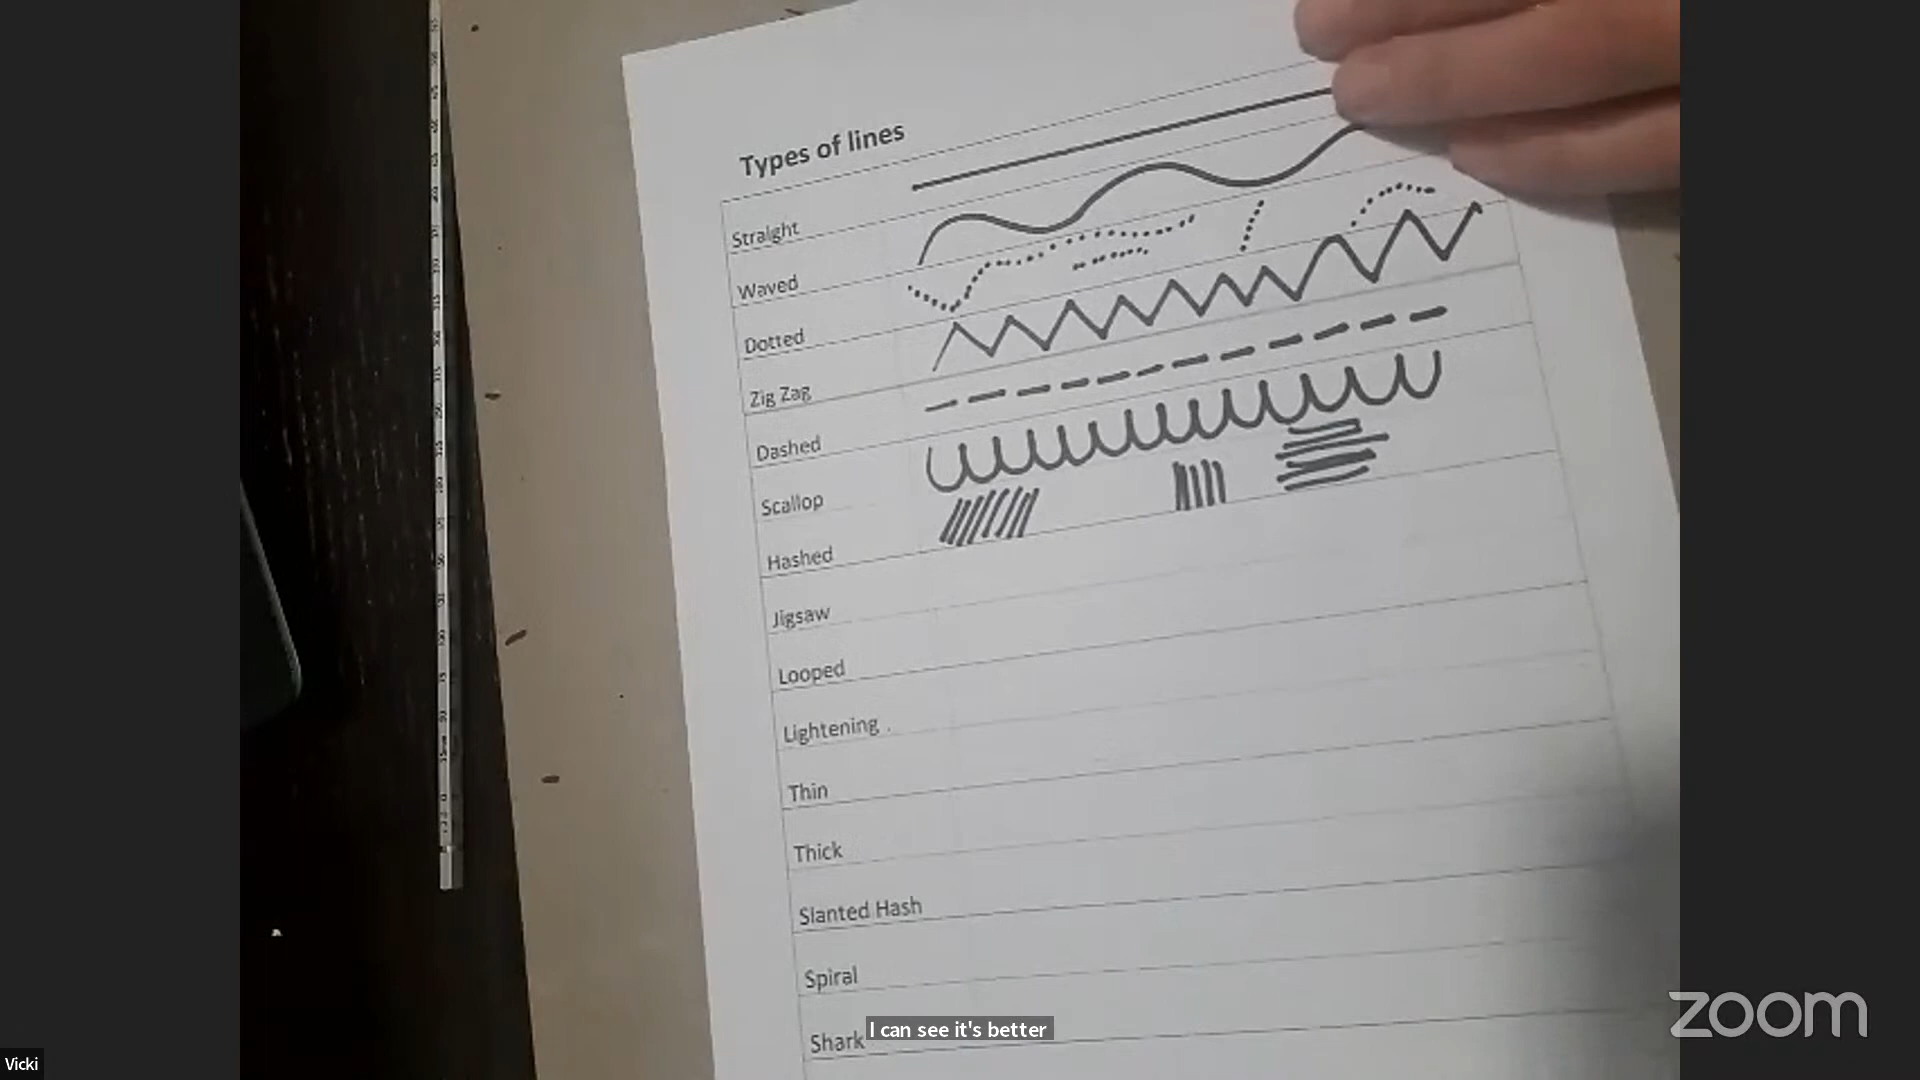 Types of lines
Straight
Waved
Dotted
Zig Zag
Dashed
Scallop
Hashed
Jigsaw
Looped
Lightening .
Thin
Thick
Slanted Hash
Spiral
Shark
I can see it's better
Vicki
zoom